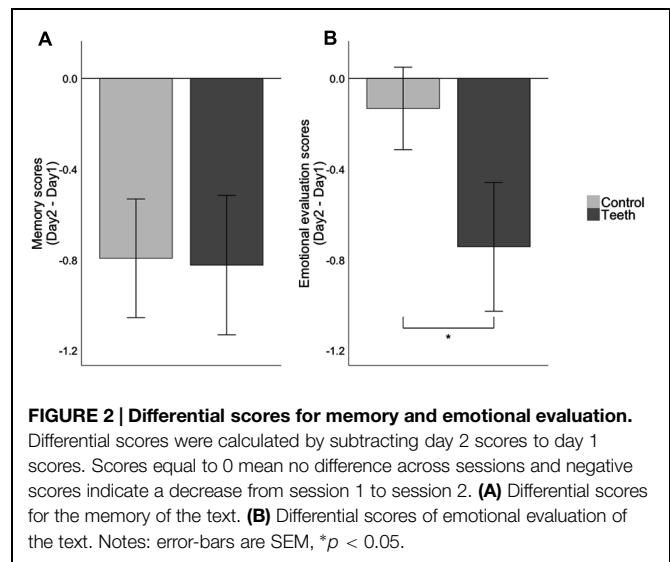 A
B
0.0
-0.4
-0.8
-1.2
Memory scores
(Day2 - Day1)
0.0
-0.4
-0.8
-1.2
Emotional evaluation scores
(Day2 - Day1)
*
Control
Teeth
FIGURE 2 | Differential scores for memory and emotional evaluation.
Differential scores were calculated by subtracting day 2 scores to day 1
scores. Scores equal to 0 mean no difference across sessions and negative
scores indicate a decrease from session 1 to session 2. (A) Differential scores
for the memory of the text. (B) Differential scores of emotional evaluation of
the text. Notes: error-bars are SEM, *p < 0.05.